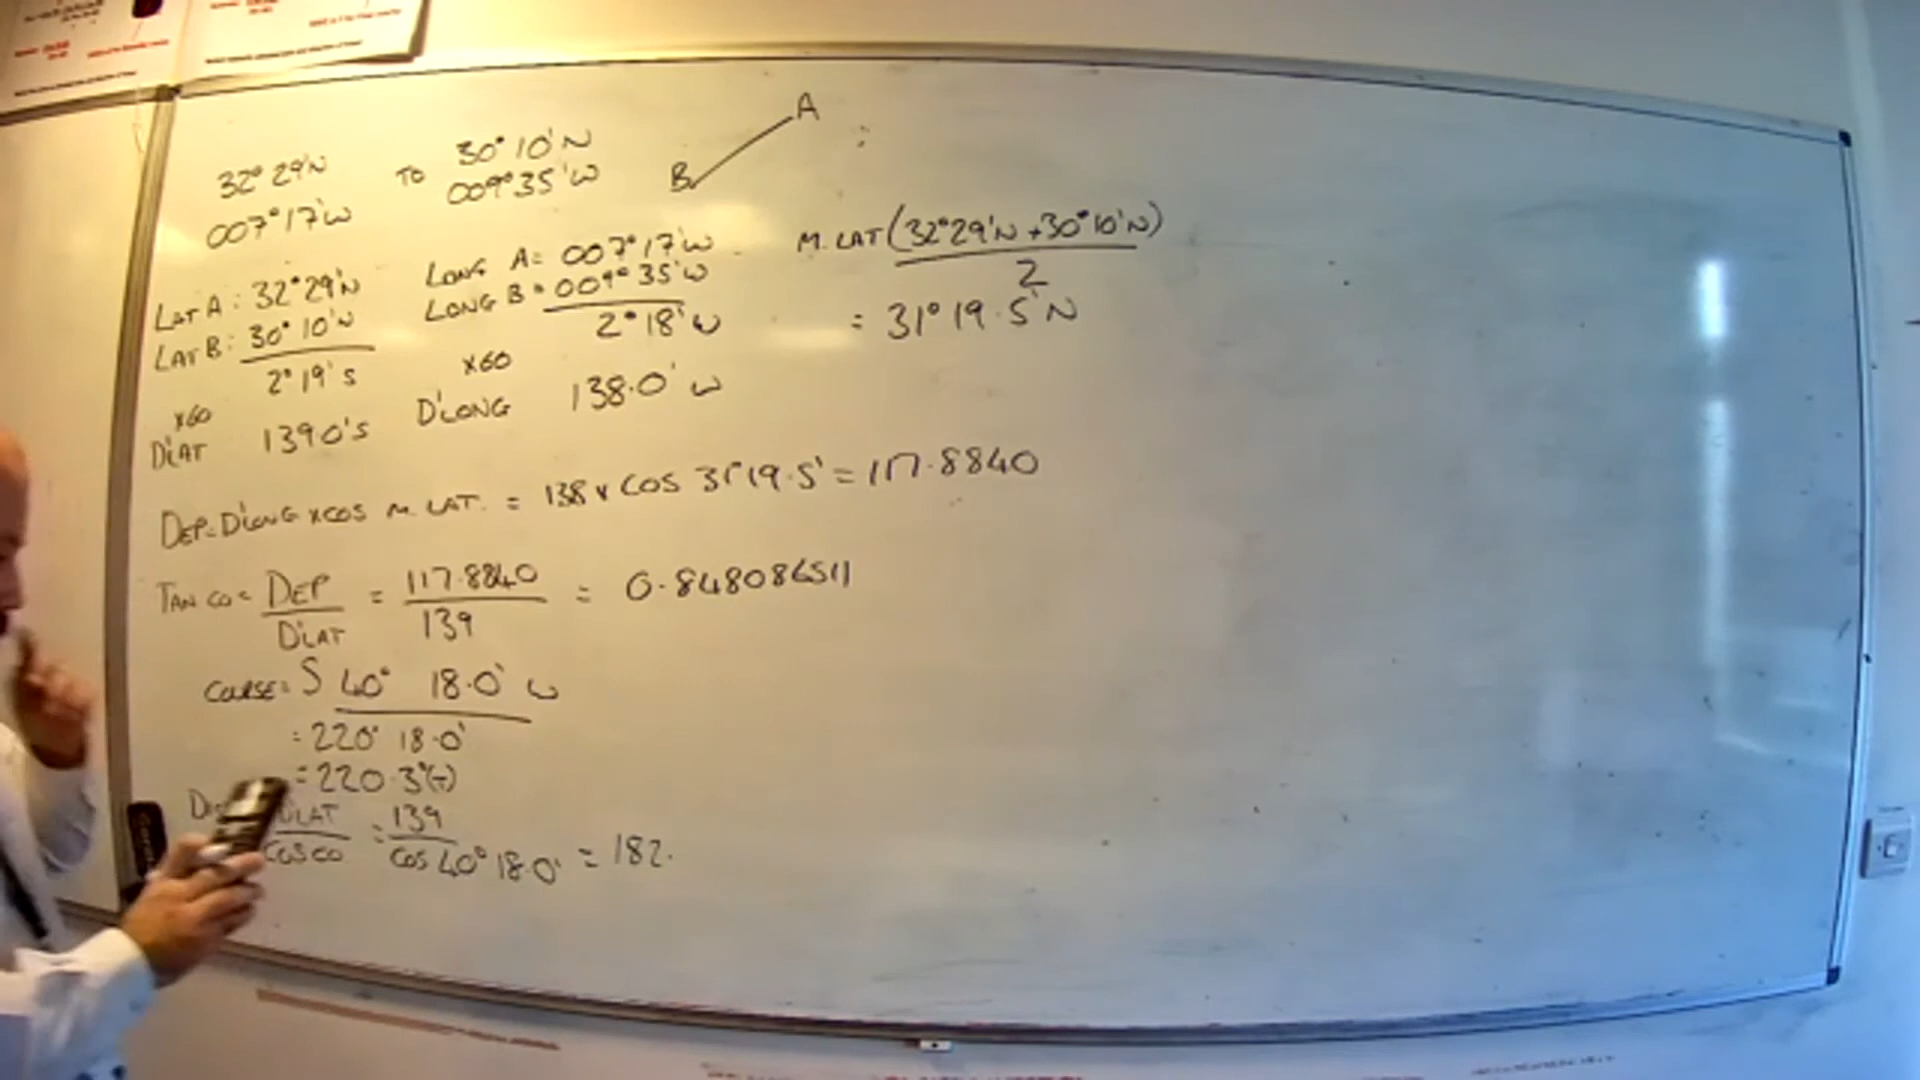 32° 29'N TO 30° 10'N
007° 17'W 009° 35'W
A
B
LAT A: 32° 29'N
LAT B: 30° 10'N
2° 19' S
x60
D'LAT 139.0'S
LONG A= 007° 17'W
LONG B= 009° 35'W
2° 18' W
x60
D'LONG 138.0' W
M. LAT (32° 29'N + 30° 10'N)
2
= 31° 19.5'N
DEP= D'LONG x COS M. LAT. = 138 x COS 31° 19.5' = 117.8840
TAN CO = DEP = 117.8840 = 0.848086511
D'LAT 139
COURSE= S 40° 18.0' W
= 220° 18.0'
= 220.3°(T)
D'LAT = 139 = 182.
COS CO COS 40° 18.0'